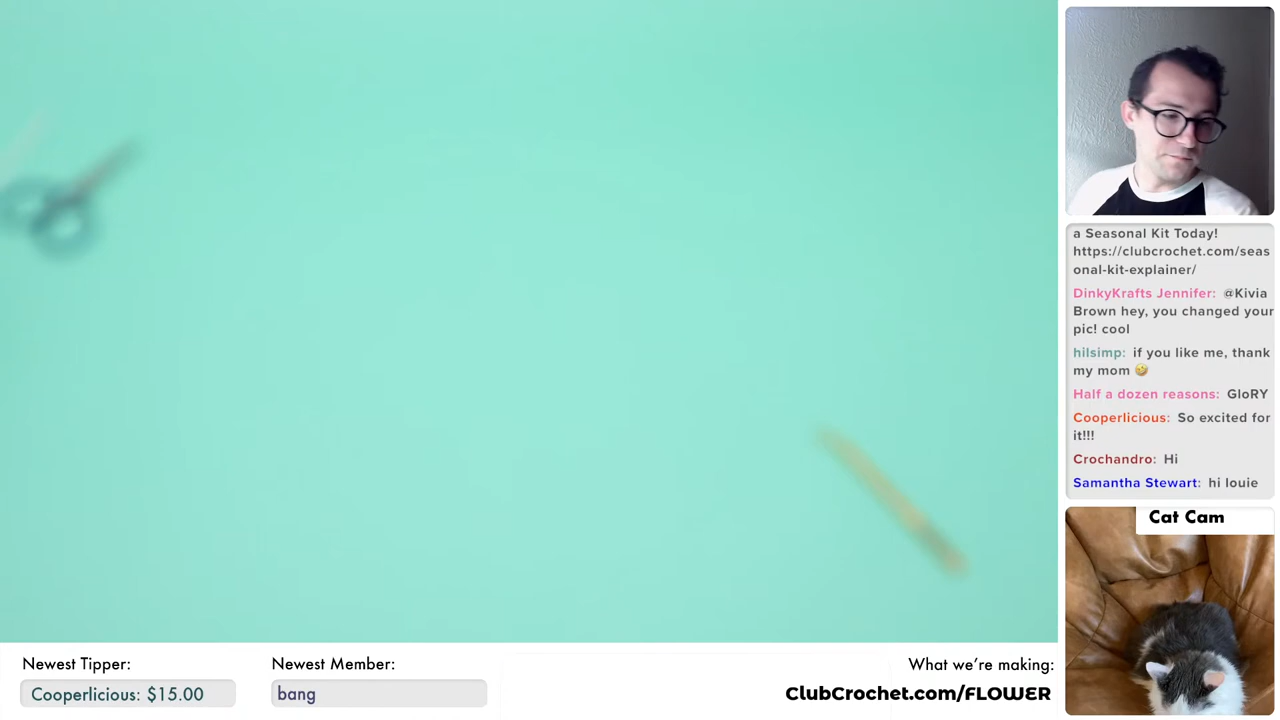 a Seasonal Kit Today!
https://clubcrochet.com/seas
onal-kit-explainer/
DinkyKrafts Jennifer: @Kivia
Brown hey, you changed your
pic! cool
hilsimp: if you like me, thank
my mom 🤣
Half a dozen reasons: GloRY
Cooperlicious: So excited for
it!!!
Crochandro: Hi
Samantha Stewart: hi louie
Cat Cam
Newest Tipper:
Cooperlicious: $15.00
Newest Member:
bang
What we're making:
ClubCrochet.com/FLOWER